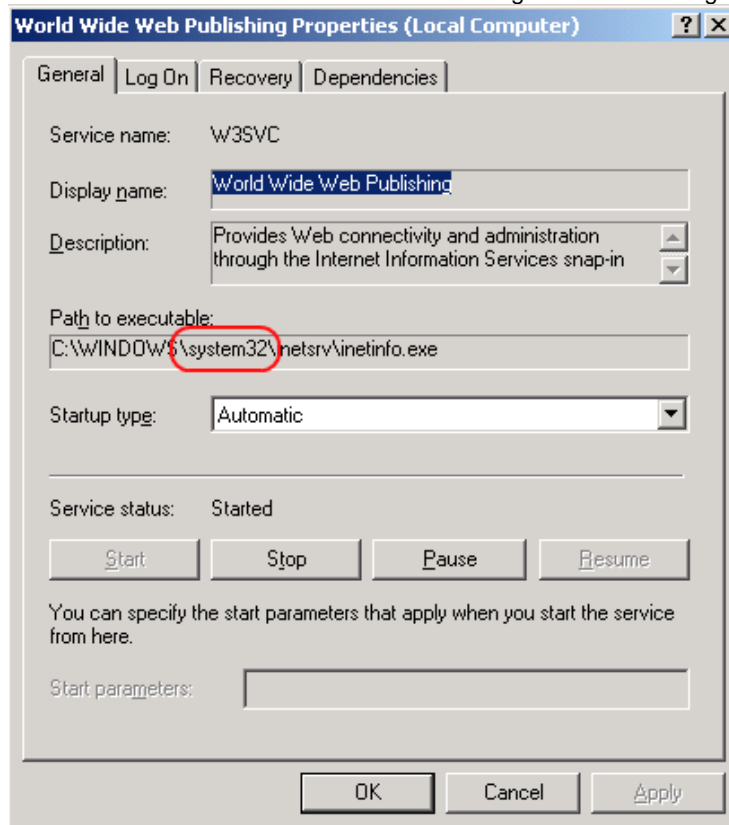 World Wide Web Publishing Properties (Local Computer)
General Log On Recovery Dependencies
Service name: W3SVC
Display name: World Wide Web Publishing
Description: Provides Web connectivity and administration
through the Internet Information Services snap-in
Path to executable:
C:\WINDOWS\system32\inetsrv\inetinfo.exe
Startup type: Automatic
Service status: Started
Start Stop Pause Resume
You can specify the start parameters that apply when you start the service
from here.
Start parameters:
OK Cancel Apply